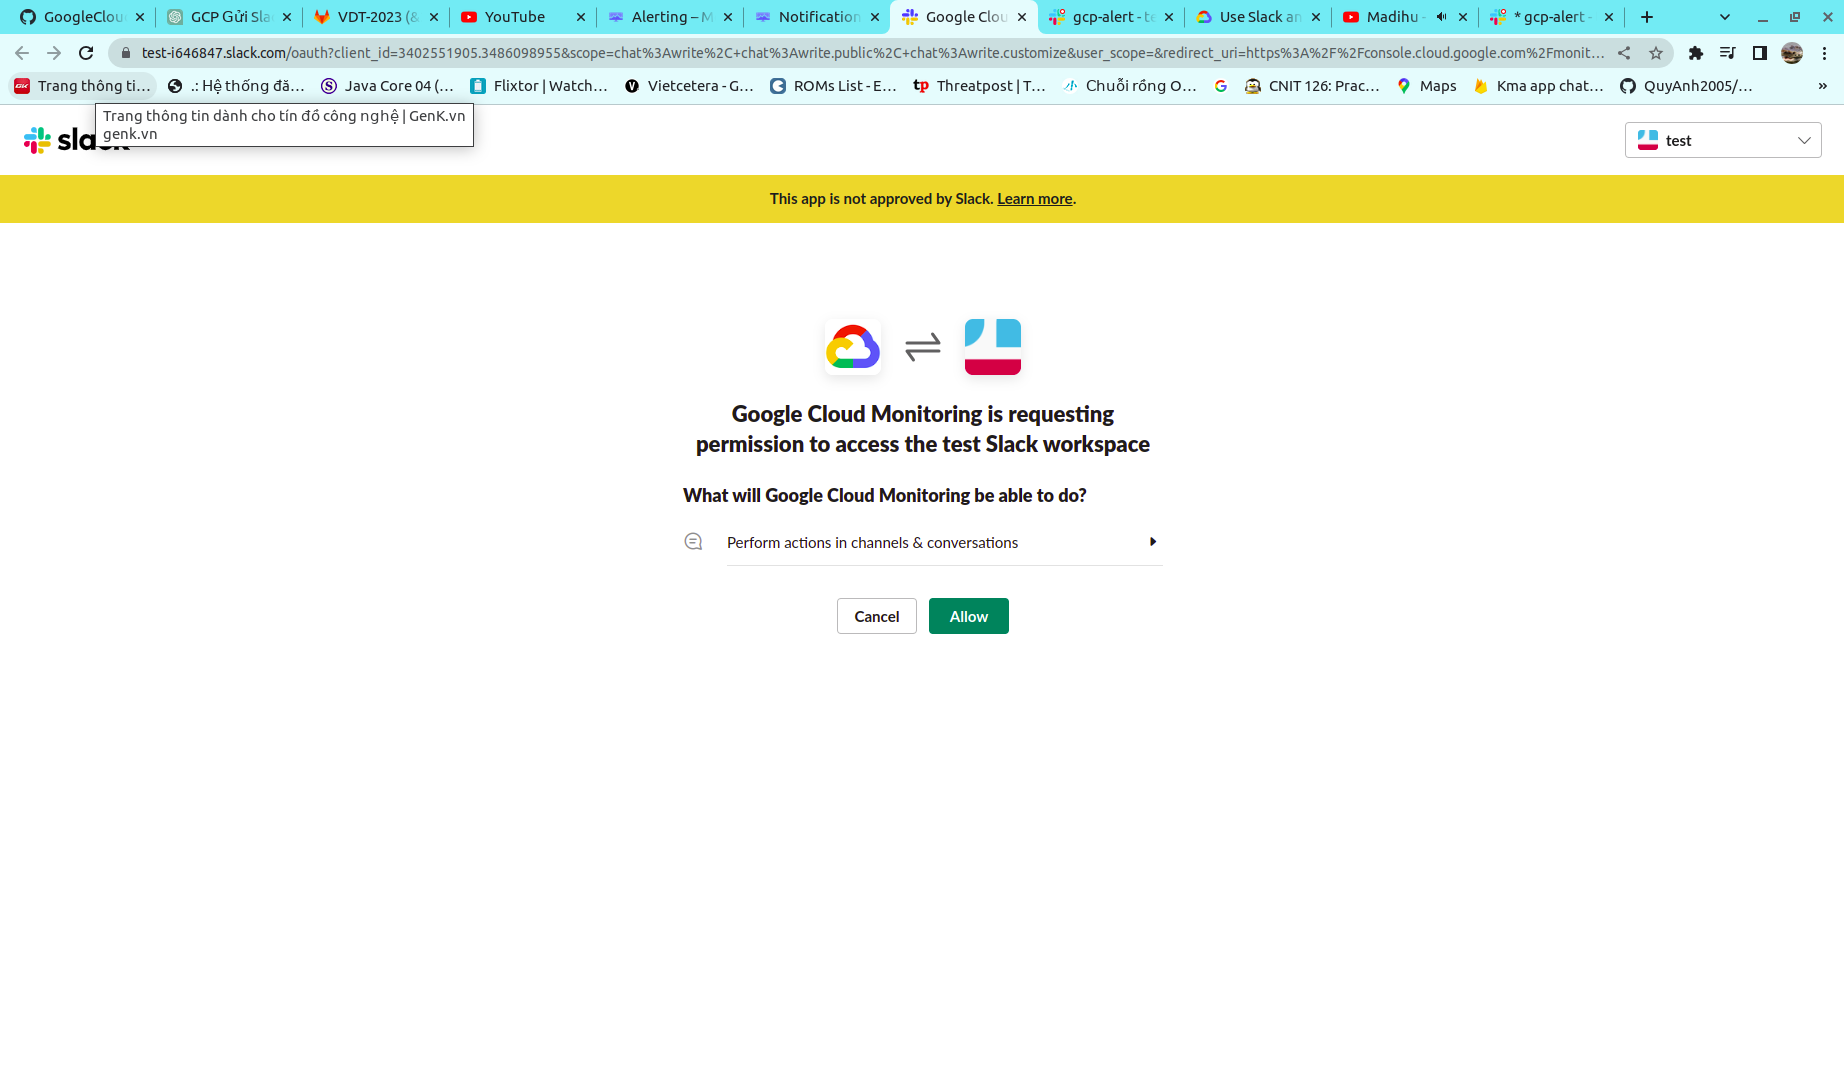 GoogleClou
GCP Gửi Sla
VDT-2023 (&
YouTube
Alerting – M
Notification
Google Clou
gcp-alert - te
Use Slack an
Madihu -
* gcp-alert -
test-i646847.slack.com/oauth?client_id=3402551905.3486098955&scope=chat%3Awrite%2C+chat%3Awrite.public%2C+chat%3Awrite.customize&user_scope=&redirect_uri=https%3A%2F%2Fconsole.cloud.google.com%2Fmonit...
Trang thông ti...
.: Hệ thống đă...
Java Core 04 (...
Flixtor | Watch...
Vietcetera - G...
ROMs List - E...
Threatpost | T...
Chuỗi rồng O...
CNIT 126: Prac...
Maps
Kma app chat...
QuyAnh2005/...
»
Trang thông tin dành cho tín đồ công nghệ | GenK.vn
genk.vn
slack
test
This app is not approved by Slack. Learn more.
Google Cloud Monitoring is requesting
permission to access the test Slack workspace
What will Google Cloud Monitoring be able to do?
Perform actions in channels & conversations
Cancel
Allow